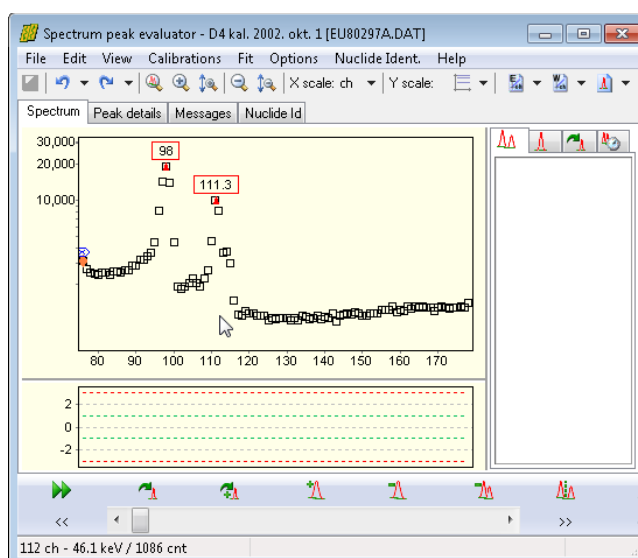 Spectrum peak evaluator - D4 kal. 2002. okt. 1 [EU80297A.DAT]
File Edit View Calibrations Fit Options Nuclide Ident. Help
X scale: ch Y scale:
Spectrum Peak details Messages Nuclide Id
30,000
20,000
10,000
98
111.3
80 90 100 110 120 130 140 150 160 170
2
0
-2
<< >>
112 ch - 46.1 keV / 1086 cnt